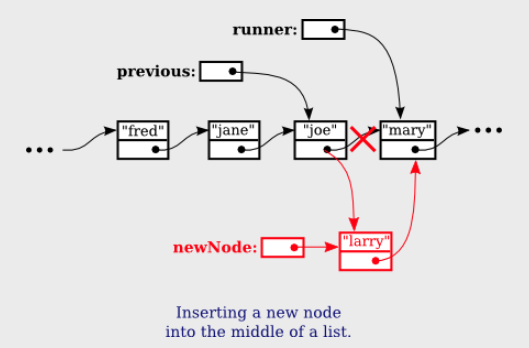 runner:
previous:
"fred" "jane" "joe" "mary"
newNode:
"larry"
Inserting a new node
into the middle of a list.